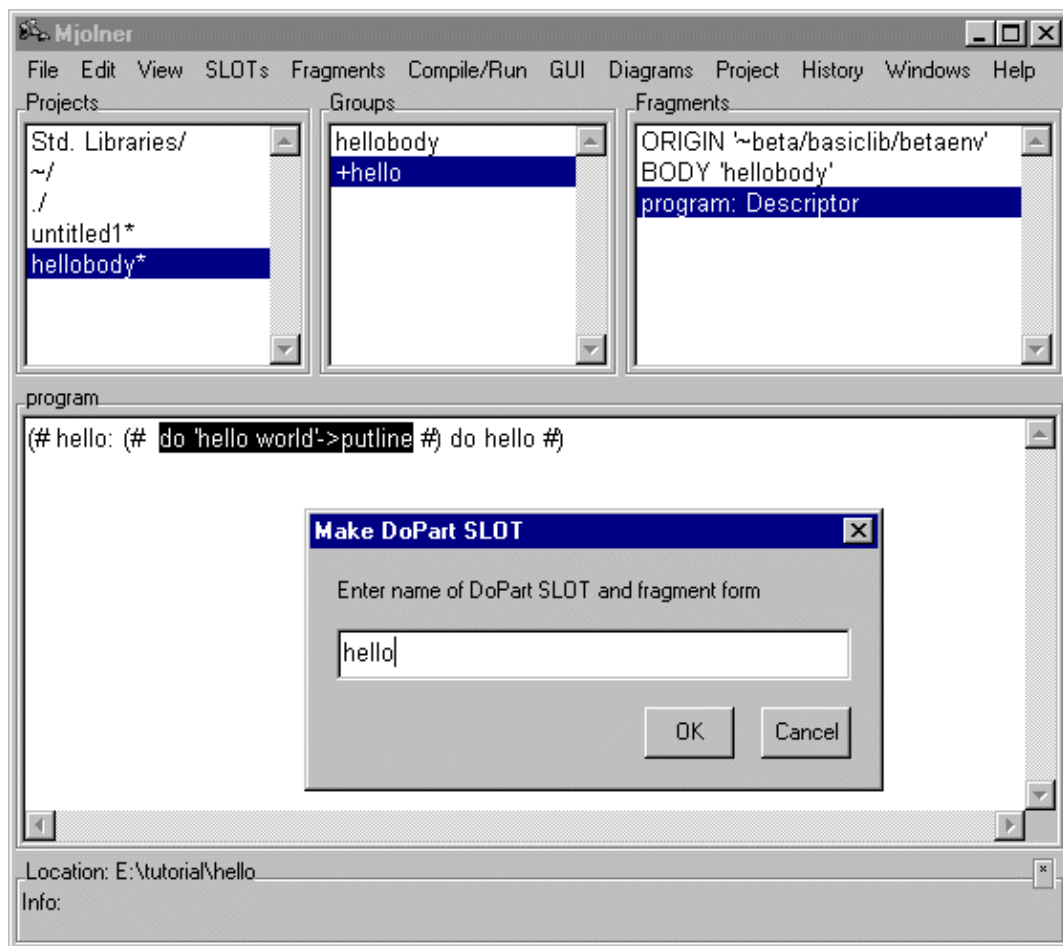 Mjolner
File Edit View SLOTs Fragments Compile/Run GUI Diagrams Project History Windows Help
Projects
Std. Libraries/
~/
./
untitled1*
hellobody*
Groups
hellobody
+hello
Fragments
ORIGIN '~beta/basiclib/betaenv'
BODY 'hellobody'
program: Descriptor
program
(# hello: (# do 'hello world'->putline #) do hello #)
Make DoPart SLOT
Enter name of DoPart SLOT and fragment form
hello
OK Cancel
Location: E:\tutorial\hello
Info: